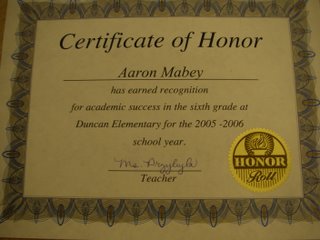 Certificate of Honor
Aaron Mabey
has earned recognition
for academic success in the sixth grade at
Duncan Elementary for the 2005 -2006
school year.
Ms.
Teacher
HONOR
Roll